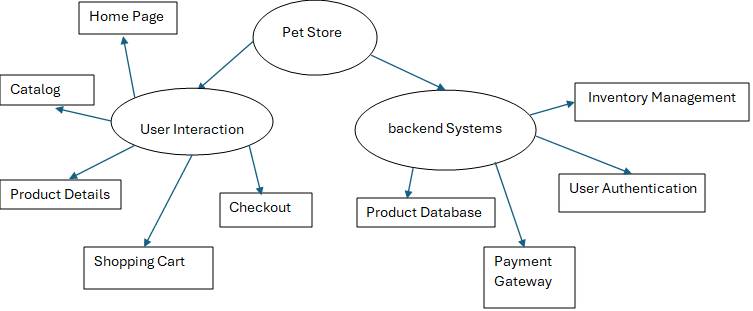 Home Page
Pet Store
Catalog
User Interaction
backend Systems
Inventory Management
Product Details
Checkout
Product Database
User Authentication
Shopping Cart
Payment
Gateway